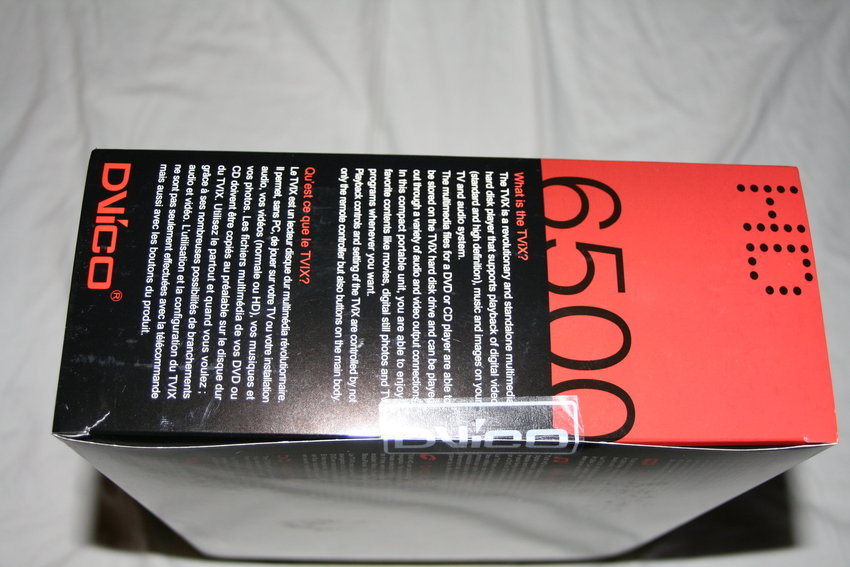 HD
6500
What is the TViX?
The TViX is a revolutionary and standalone multimedia
hard disk player that supports playback of digital video
(standard and high definition), music and images on your
TV and audio system.
The multimedia files for a DVD or CD player are able to
be stored on the TViX hard disk drive and can be played
out through a variety of audio and video output connections.
In this compact portable unit, you are able to enjoy
favorite contents like movies, digital still photos and TV
programs whenever you want.
Playback controls and setting of the TViX are controlled by not
only the remote controller but also buttons on the main body.
Qu'est ce que le TViX?
Le TViX est un lecteur disque dur multimédia révolutionnaire.
Il permet, sans PC, de jouer sur votre TV ou votre installation
audio, vos vidéos (normale ou HD), vos musiques et
vos photos. Les fichiers multimédia de vos DVD ou
CD doivent être copiés au préalable sur le disque dur
du TViX. Utilisez le partout et quand vous voulez ;
grâce à ses nombreuses possibilités de branchements
audio et vidéo. L'utilisation et la configuration du TViX
ne sont pas seulement effectuées avec la télécommande
mais aussi avec les boutons du produit.
DViCO®
DViCO